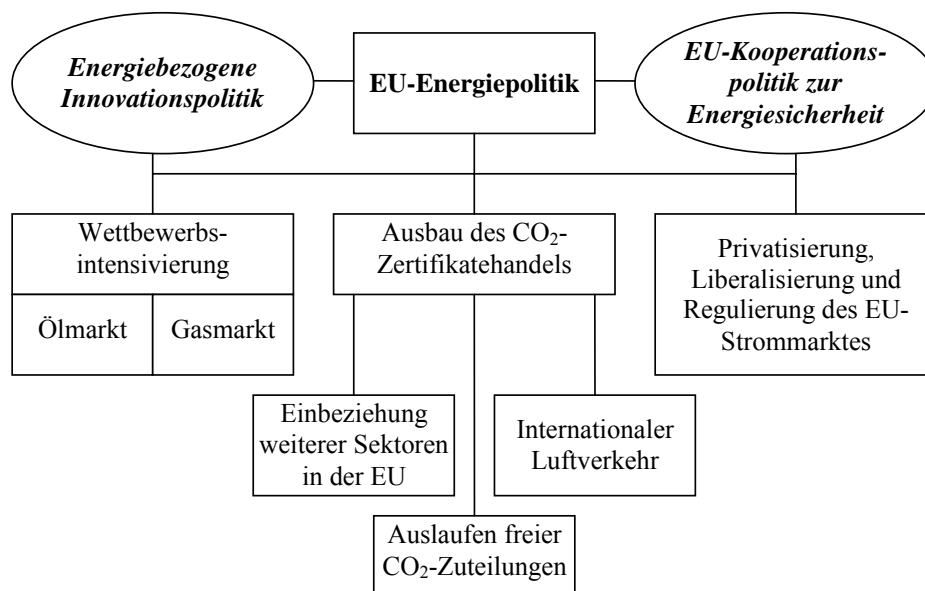 Energiebezogene
Innovationspolitik
EU-Energiepolitik
EU-Kooperations-
politik zur
Energiesicherheit
Wettbewerbs-
intensivierung
Ölmarkt
Gasmarkt
Ausbau des CO₂-
Zertifikatehandels
Privatisierung,
Liberalisierung und
Regulierung des EU-
Strommarktes
Einbeziehung
weiterer Sektoren
in der EU
Internationaler
Luftverkehr
Auslaufen freier
CO₂-Zuteilungen